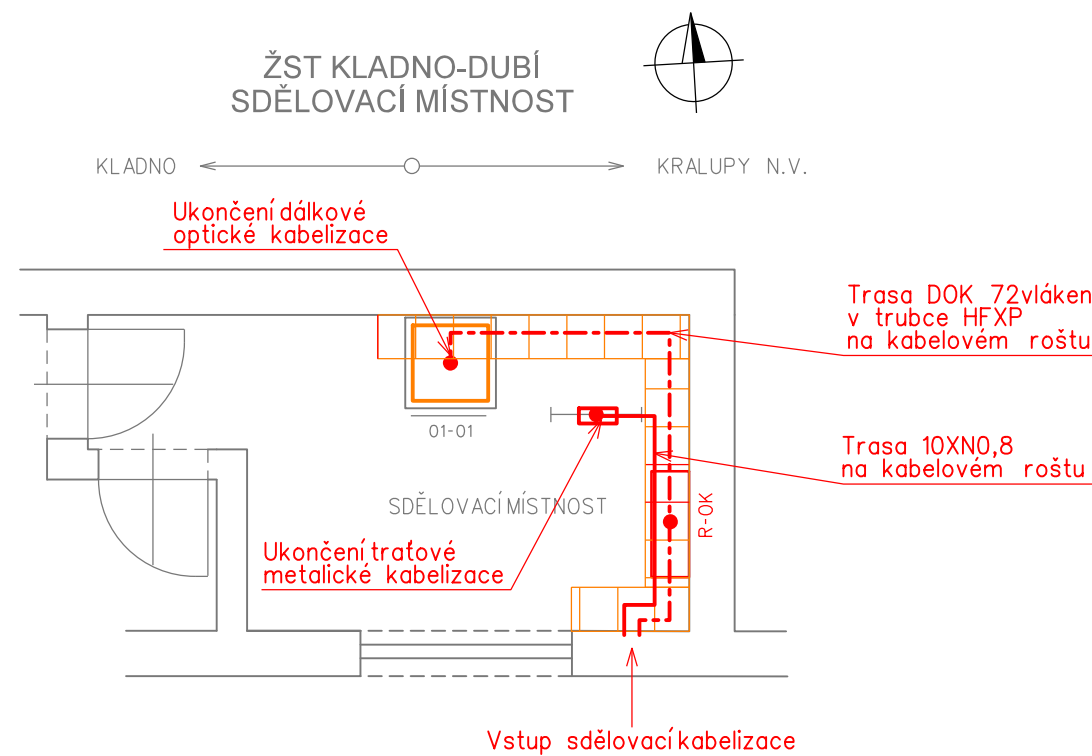 ŽST KLADNO-DUBÍ
SDĚLOVACÍ MÍSTNOST
KLADNO
KRALUPY N.V.
Ukončení dálkové
optické kabelizace
Trasa DOK 72vláken
v trubce HFXP
na kabelovém roštu
01-01
Trasa 10XN0,8
na kabelovém roštu
SDĚLOVACÍ MÍSTNOST
R-OK
Ukončení traťové
metalické kabelizace
Vstup sdělovací kabelizace